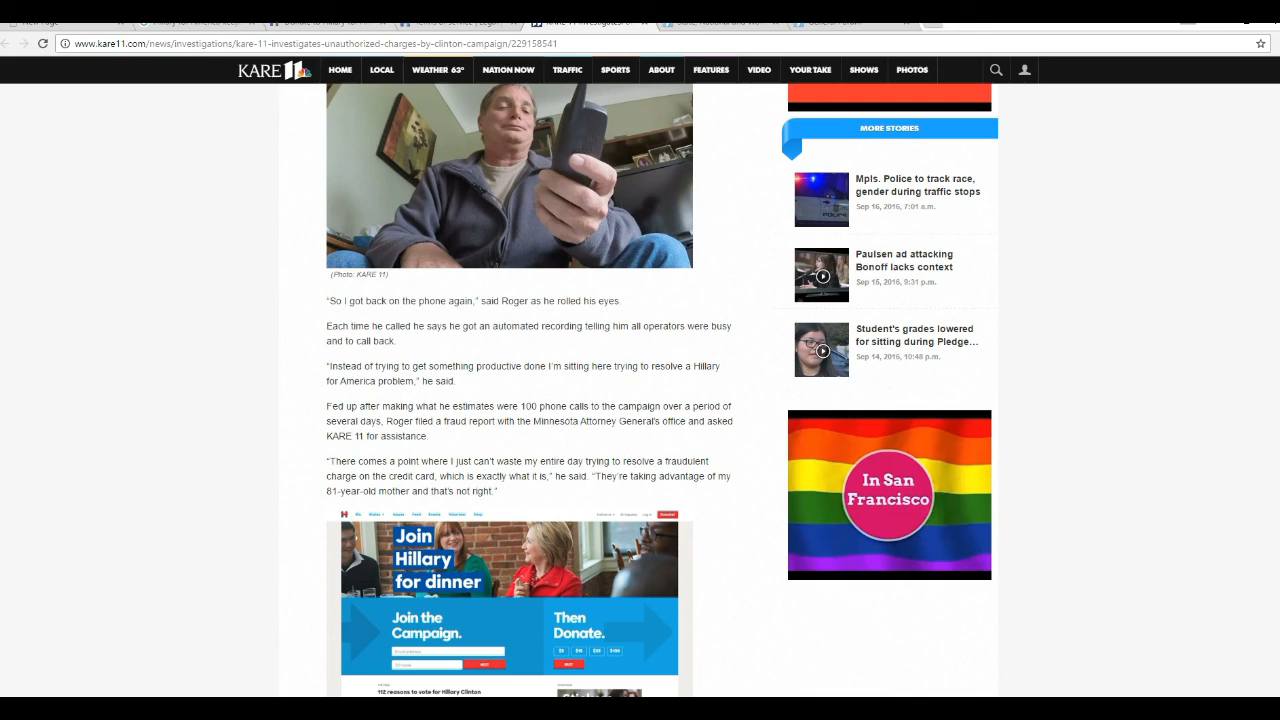 www.kare11.com/news/investigations/kare-11-investigates-unauthorized-charges-by-clinton-campaign/229158541
KARE 11
HOME
LOCAL
WEATHER 63°
NATION NOW
TRAFFIC
SPORTS
ABOUT
FEATURES
VIDEO
YOUR TAKE
SHOWS
PHOTOS
(Photo: KARE 11)
“So I got back on the phone again,” said Roger as he rolled his eyes.
Each time he called he says he got an automated recording telling him all operators were busy
and to call back.
“Instead of trying to get something productive done I’m sitting here trying to resolve a Hillary
for America problem,” he said.
Fed up after making what he estimates were 100 phone calls to the campaign over a period of
several days, Roger filed a fraud report with the Minnesota Attorney General’s office and asked
KARE 11 for assistance.
“There comes a point where I just can’t waste my entire day trying to resolve a fraudulent
charge on the credit card, which is exactly what it is,” he said. “They’re taking advantage of my
81-year-old mother and that’s not right.”
Join
Hillary
for dinner
Join the
Campaign.
Then
Donate.
112 reasons to vote for Hillary Clinton
MORE STORIES
Mpls. Police to track race,
gender during traffic stops
Sep 16, 2016, 7:01 a.m.
Paulsen ad attacking
Bonoff lacks context
Sep 15, 2016, 9:31 p.m.
Student's grades lowered
for sitting during Pledge...
Sep 14, 2016, 10:48 p.m.
In San
Francisco